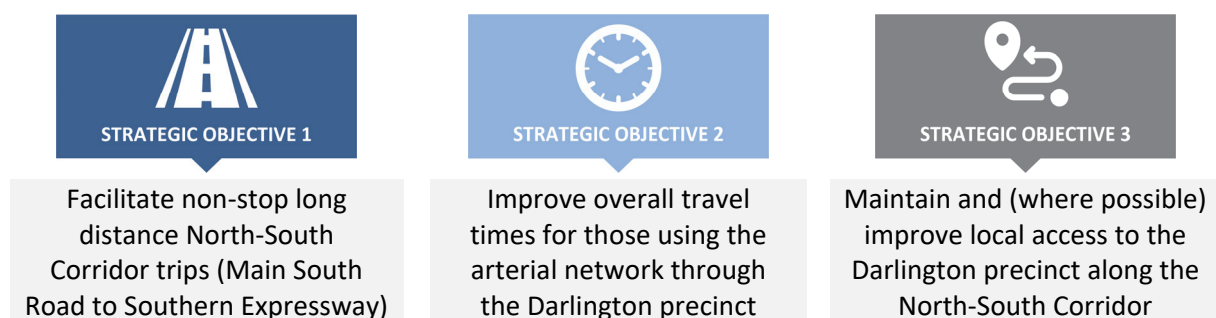 STRATEGIC OBJECTIVE 1
Facilitate non-stop long
distance North-South
Corridor trips (Main South
Road to Southern Expressway)
STRATEGIC OBJECTIVE 2
Improve overall travel
times for those using the
arterial network through
the Darlington precinct
STRATEGIC OBJECTIVE 3
Maintain and (where possible)
improve local access to the
Darlington precinct along the
North-South Corridor